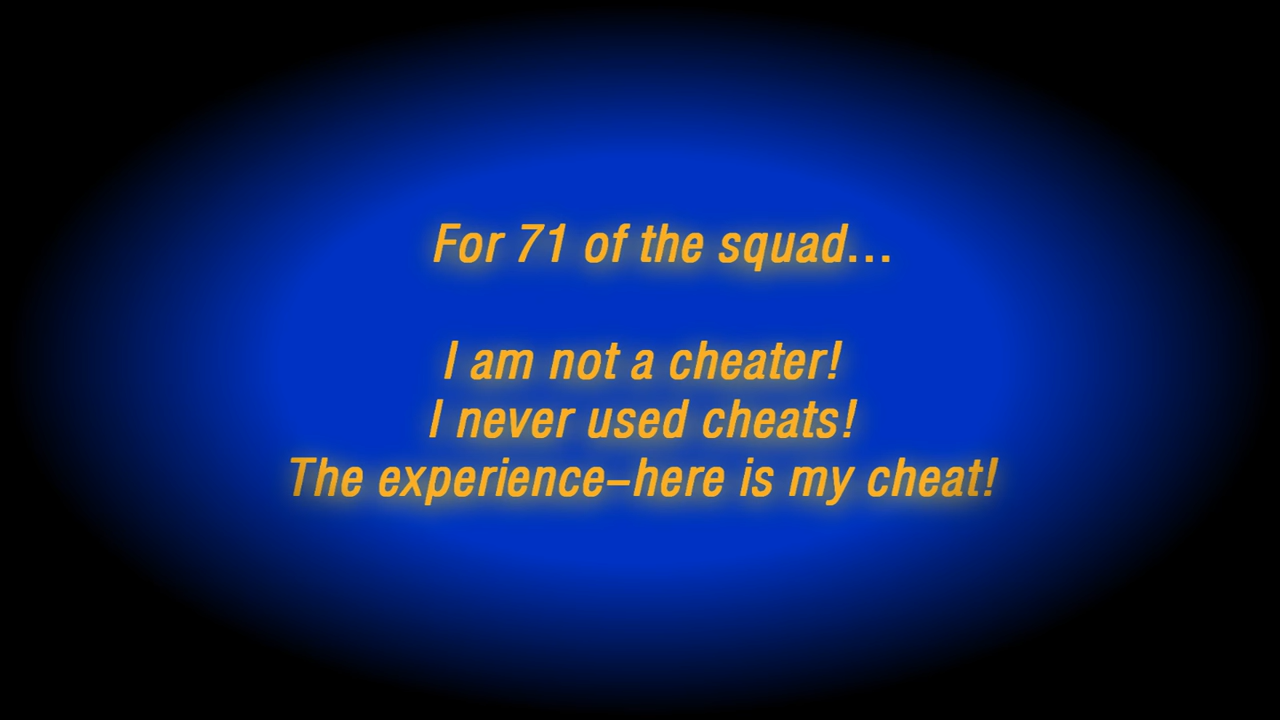 For 71 of the squad...
I am not a cheater!
I never used cheats!
The experience–here is my cheat!